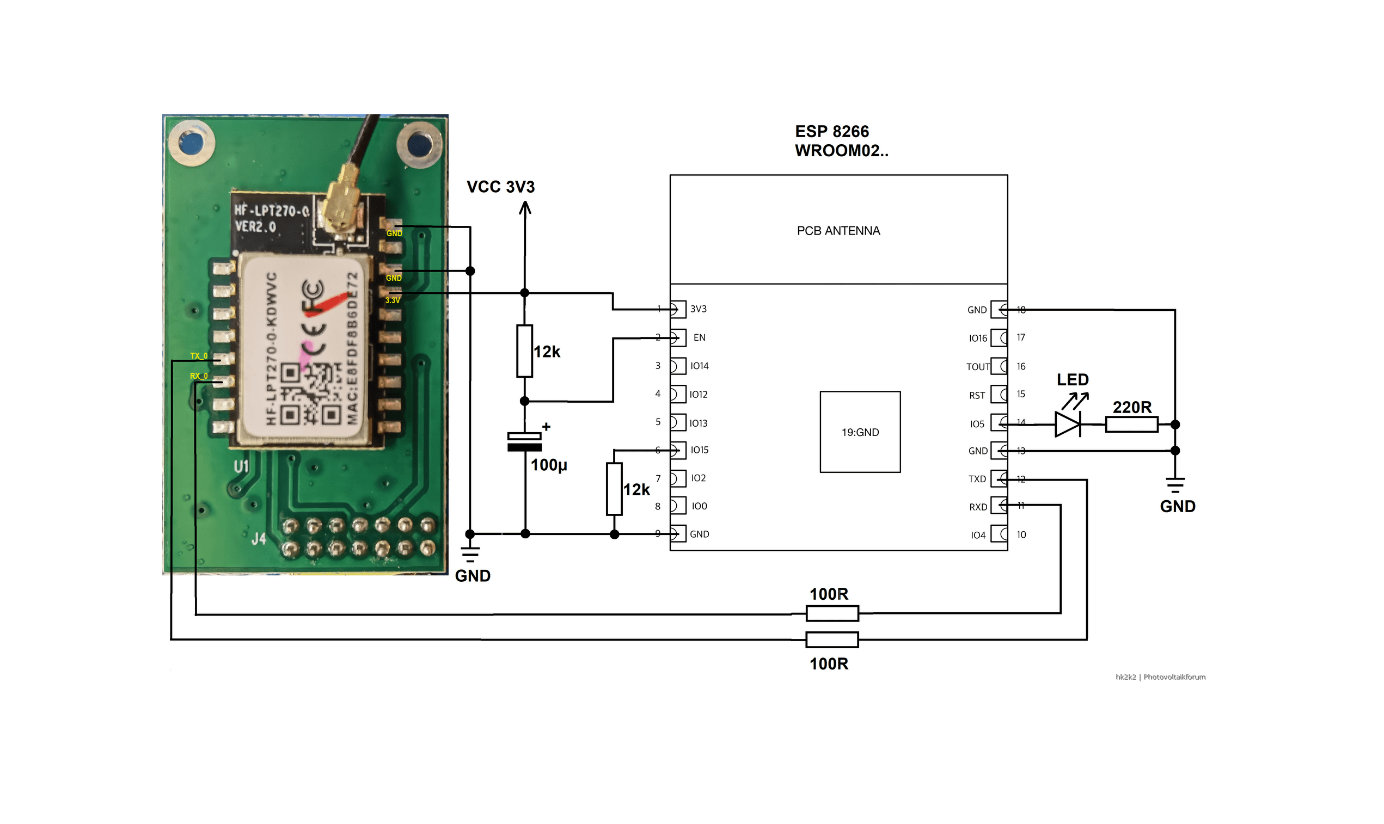 ESP 8266
WROOM02..
VCC 3V3
PCB ANTENNA
HF-LPT270-0
VER2.0
GND
GND
3.3V
TX_0
RX_0
HF-LPT270-0-KDWVC
CE FC
MAC:E8FDF8B6DE72
U1
J4
12k
+
100µ
12k
GND
1 3V3
2 EN
3 IO14
4 IO12
5 IO13
6 IO15
7 IO2
8 IO0
9 GND
19:GND
GND 18
IO16 17
TOUT 16
RST 15
IO5 14
GND 13
TXD 12
RXD 11
IO4 10
LED
220R
GND
100R
100R
hk2k2 | Photovoltaikforum